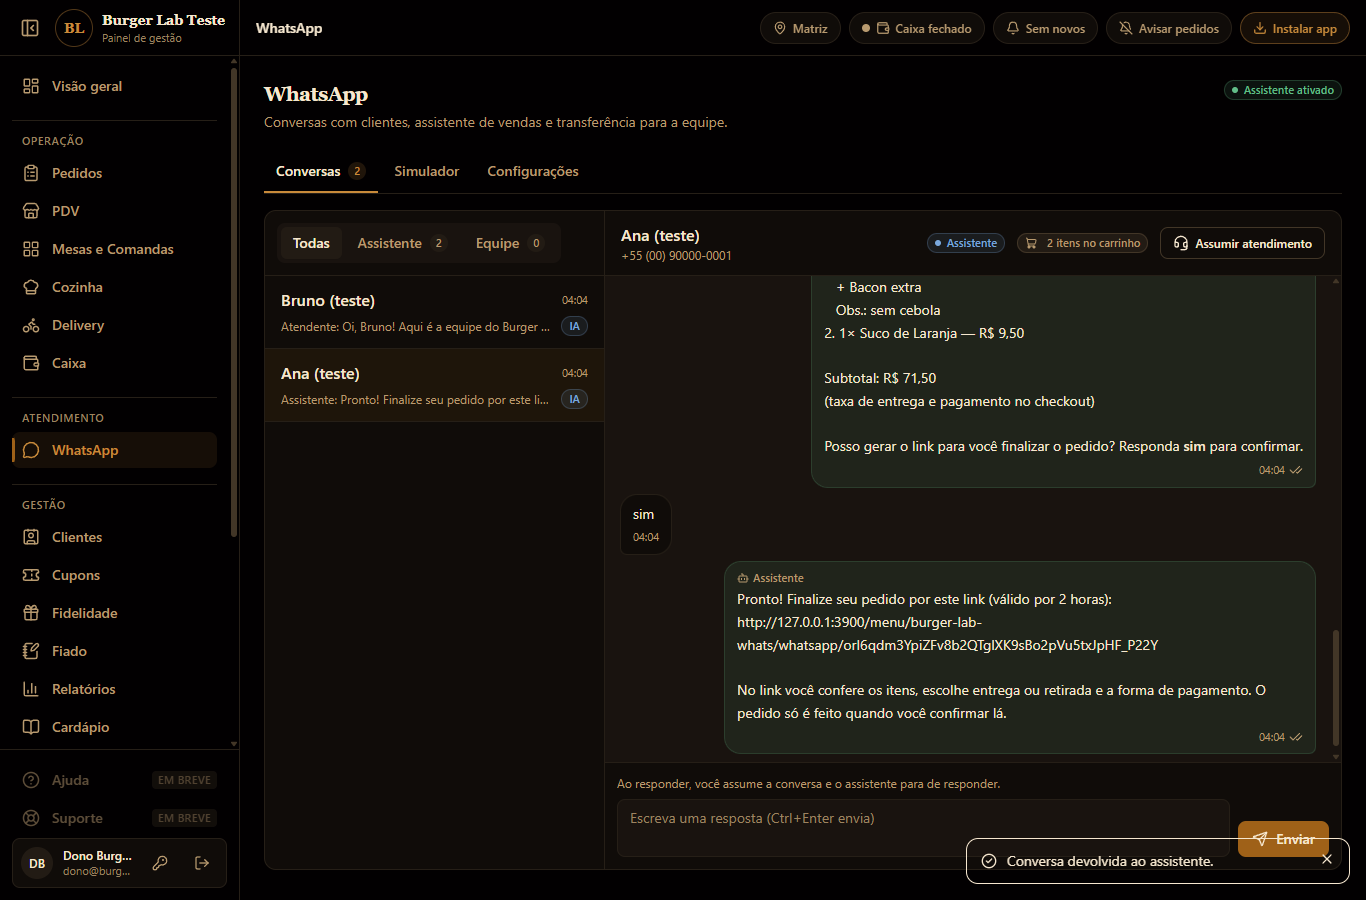 BL
Burger Lab Teste
Painel de gestão
WhatsApp
Matriz
Caixa fechado
Sem novos
Avisar pedidos
Instalar app
Visão geral
OPERAÇÃO
Pedidos
PDV
Mesas e Comandas
Cozinha
Delivery
Caixa
ATENDIMENTO
WhatsApp
GESTÃO
Clientes
Cupons
Fidelidade
Fiado
Relatórios
Cardápio
Ajuda EM BREVE
Suporte EM BREVE
DB
Dono Burg...
dono@burg...
WhatsApp
Assistente ativado
Conversas com clientes, assistente de vendas e transferência para a equipe.
Conversas 2
Simulador
Configurações
Todas
Assistente 2
Equipe 0
Bruno (teste) 04:04
Atendente: Oi, Bruno! Aqui é a equipe do Burger ... IA
Ana (teste) 04:04
Assistente: Pronto! Finalize seu pedido por este li... IA
Ana (teste)
+55 (00) 90000-0001
Assistente
2 itens no carrinho
Assumir atendimento
+ Bacon extra
Obs.: sem cebola
2. 1× Suco de Laranja — R$ 9,50
Subtotal: R$ 71,50
(taxa de entrega e pagamento no checkout)
Posso gerar o link para você finalizar o pedido? Responda sim para confirmar.
04:04
sim
04:04
Assistente
Pronto! Finalize seu pedido por este link (válido por 2 horas):
http://127.0.0.1:3900/menu/burger-lab-
whats/whatsapp/orl6qdm3YpiZFv8b2QTglXK9sBo2pVu5txJpHF_P22Y
No link você confere os itens, escolhe entrega ou retirada e a forma de pagamento. O
pedido só é feito quando você confirmar lá.
04:04
Ao responder, você assume a conversa e o assistente para de responder.
Escreva uma resposta (Ctrl+Enter envia)
Enviar
Conversa devolvida ao assistente.